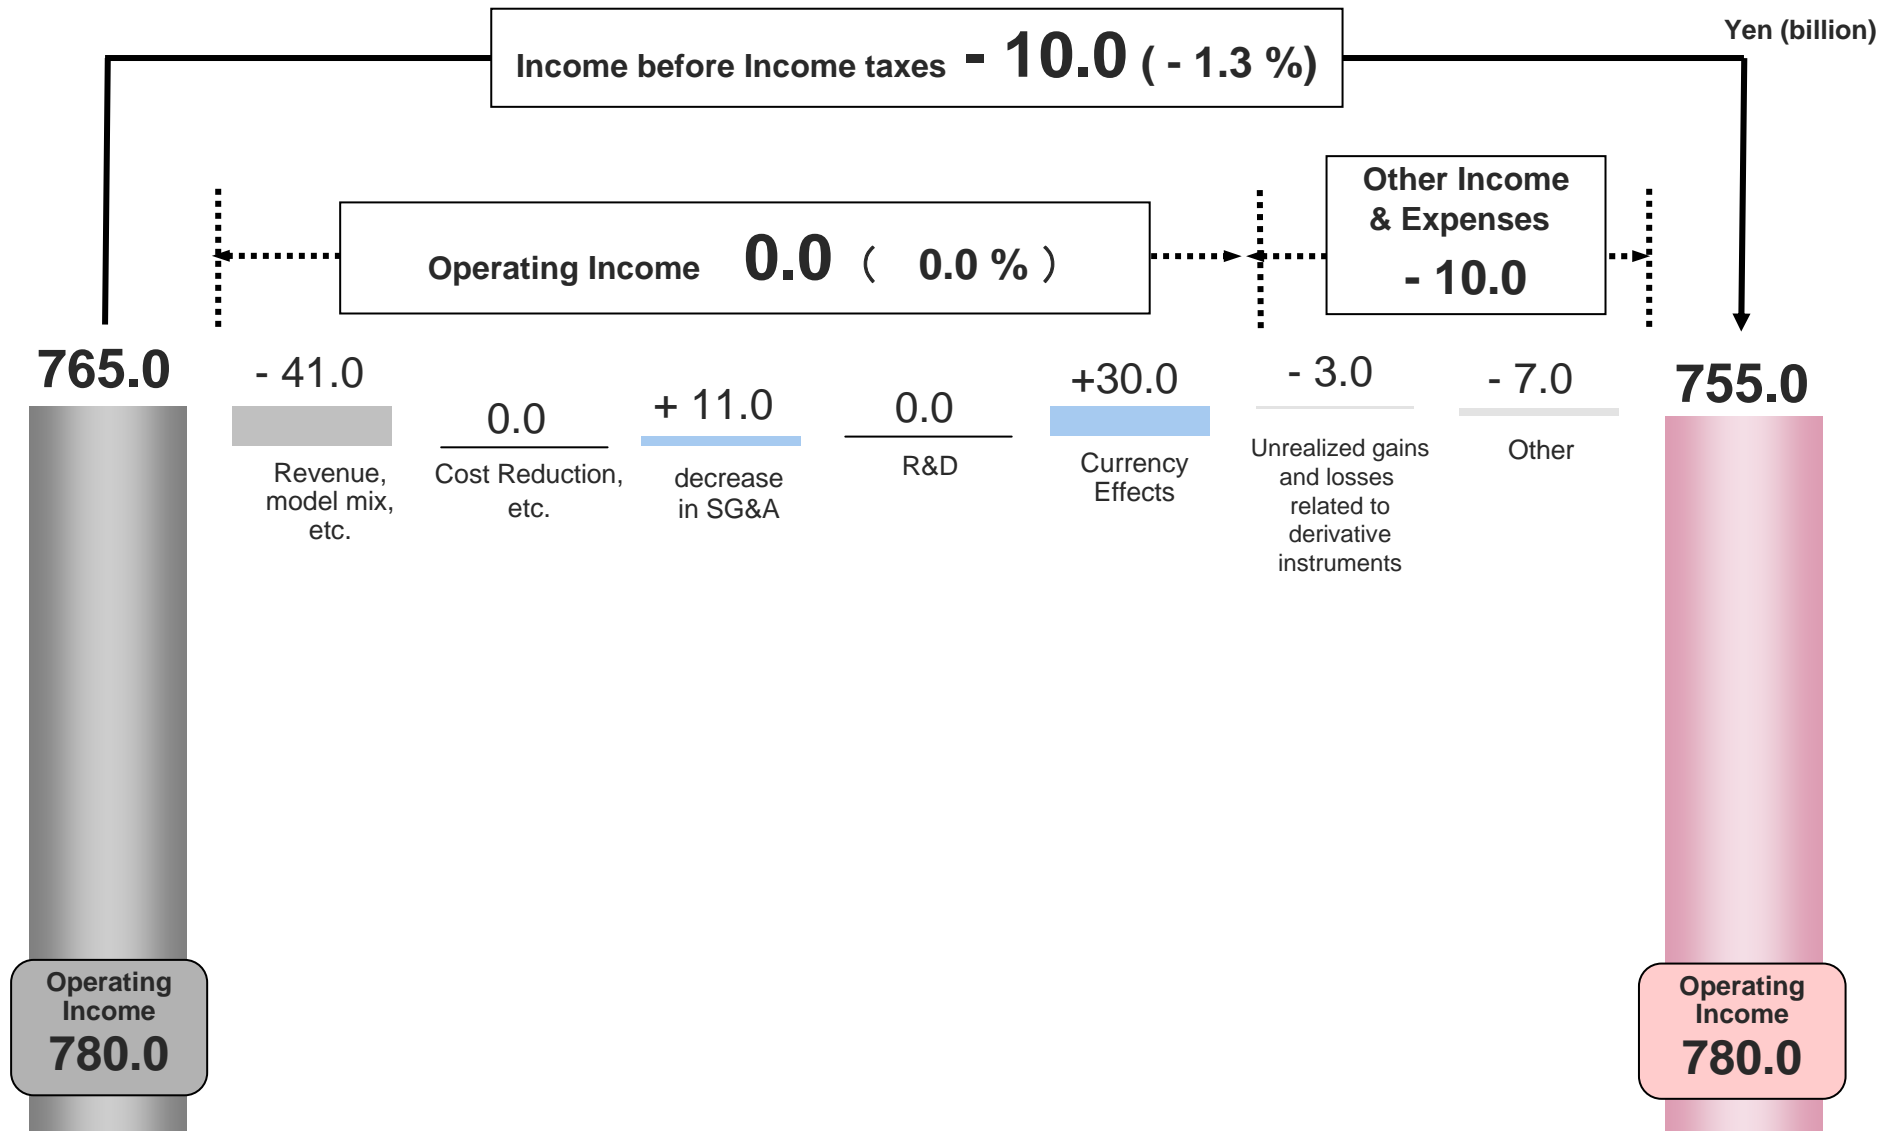 Yen (billion)
Income before Income taxes - 10.0 ( - 1.3 %)
Other Income
& Expenses
- 10.0
Operating Income 0.0 ( 0.0 % )
765.0
- 41.0
Revenue,
model mix,
etc.
0.0
Cost Reduction,
etc.
+ 11.0
decrease
in SG&A
0.0
R&D
+30.0
Currency
Effects
- 3.0
Unrealized gains
and losses
related to
derivative
instruments
- 7.0
Other
755.0
Operating
Income
780.0
Operating
Income
780.0